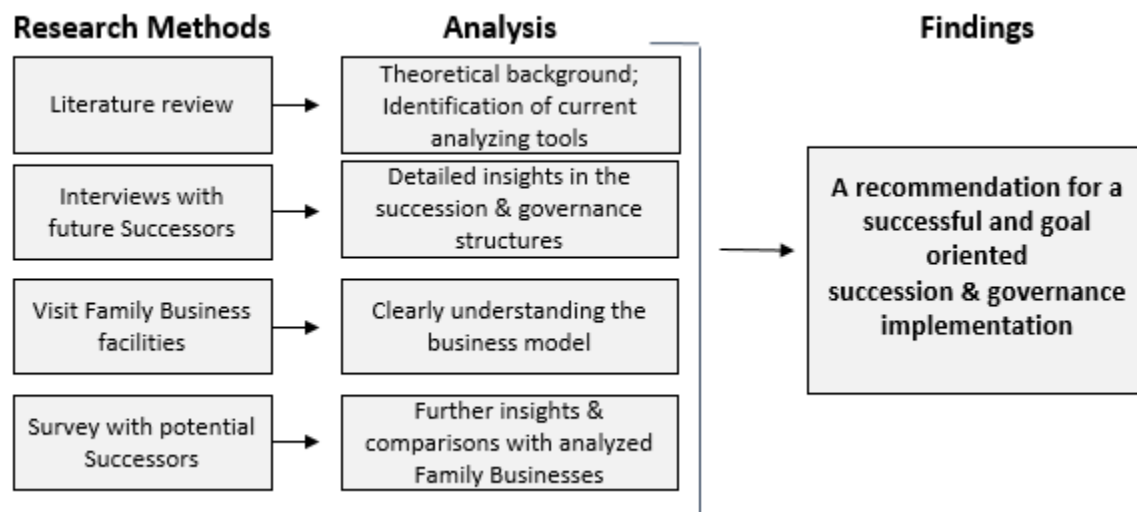 Research Methods
Analysis
Findings
Literature review
Theoretical background;
Identification of current
analyzing tools
Interviews with
future Successors
Detailed insights in the
succession & governance
structures
Visit Family Business
facilities
Clearly understanding the
business model
Survey with potential
Successors
Further insights &
comparisons with analyzed
Family Businesses
A recommendation for a
successful and goal
oriented
succession & governance
implementation